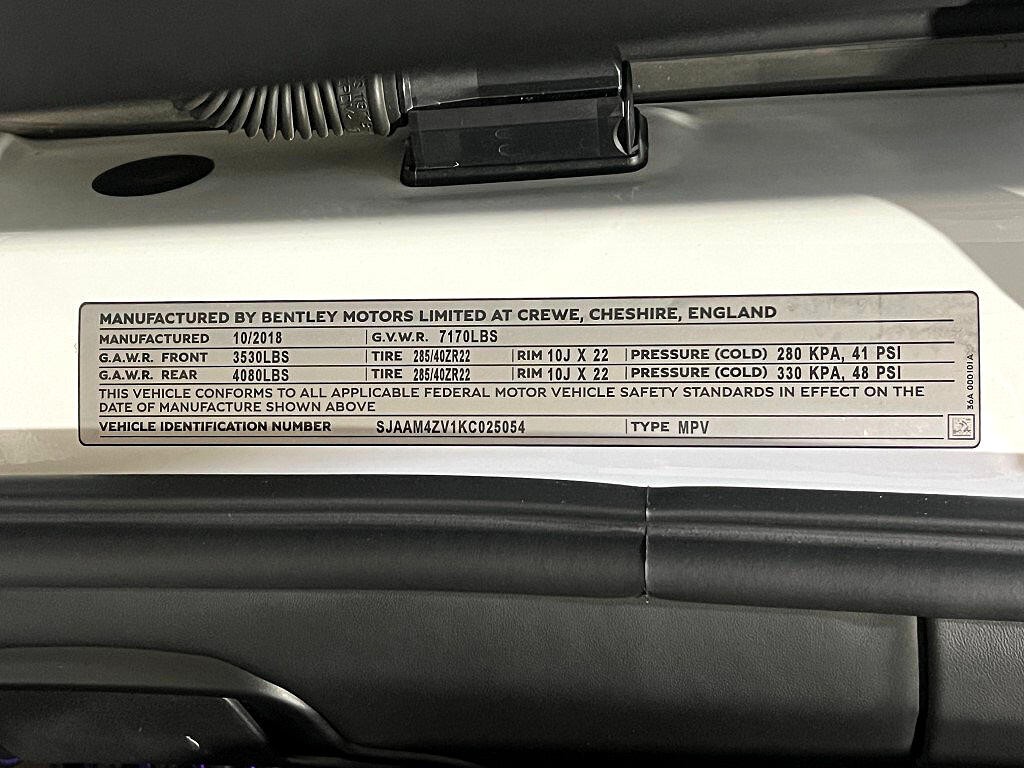 MANUFACTURED BY BENTLEY MOTORS LIMITED AT CREWE, CHESHIRE, ENGLAND
MANUFACTURED 10/2018 G.V.W.R. 7170LBS
G.A.W.R. FRONT 3530LBS TIRE 285/40ZR22 RIM 10J X 22 PRESSURE (COLD) 280 KPA, 41 PSI
G.A.W.R. REAR 4080LBS TIRE 285/40ZR22 RIM 10J X 22 PRESSURE (COLD) 330 KPA, 48 PSI
THIS VEHICLE CONFORMS TO ALL APPLICABLE FEDERAL MOTOR VEHICLE SAFETY STANDARDS IN EFFECT ON THE
DATE OF MANUFACTURE SHOWN ABOVE
VEHICLE IDENTIFICATION NUMBER SJAAM4ZV1KC025054 TYPE MPV
36A 000101A